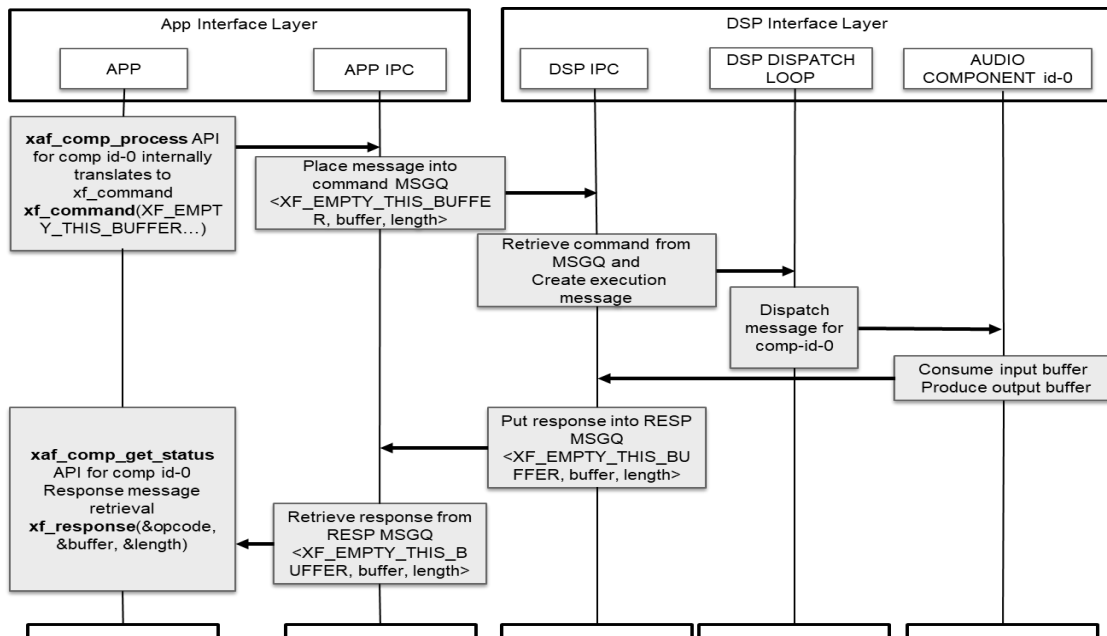 App Interface Layer
DSP Interface Layer
APP
APP IPC
DSP IPC
DSP DISPATCH
LOOP
AUDIO
COMPONENT id-0
xaf_comp_process API
for comp id-0 internally
translates to
xf_command
xf_command(XF_EMPT
Y_THIS_BUFFER…)
Place message into
command MSGQ
<XF_EMPTY_THIS_BUFFE
R, buffer, length>
Retrieve command from
MSGQ and
Create execution
message
Dispatch
message for
comp-id-0
Consume input buffer
Produce output buffer
Put response into RESP
MSGQ
<XF_EMPTY_THIS_BU
FFER, buffer, length>
xaf_comp_get_status
API for comp id-0
Response message
retrieval
xf_response(&opcode,
&buffer, &length)
Retrieve response from
RESP MSGQ
<XF_EMPTY_THIS_B
UFFER, buffer, length>